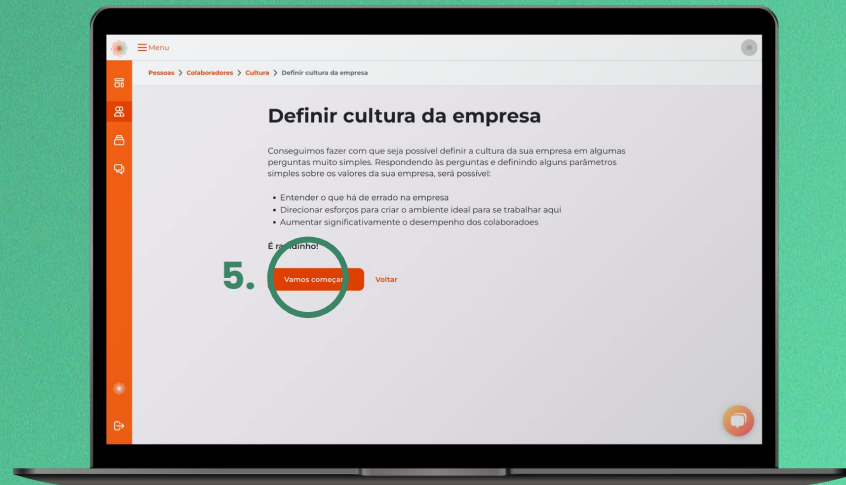 Menu
Pessoas > Colaboradores > Cultura > Definir cultura da empresa
Definir cultura da empresa
Conseguimos fazer com que seja possível definir a cultura da sua empresa em algumas
perguntas muito simples. Respondendo às perguntas e definindo alguns parâmetros
simples sobre os valores da sua empresa, será possível:
• Entender o que há de errado na empresa
• Direcionar esforços para criar o ambiente ideal para se trabalhar aqui
• Aumentar significativamente o desempenho dos colaboradoes
É rapidinho!
5.
Vamos começar Voltar